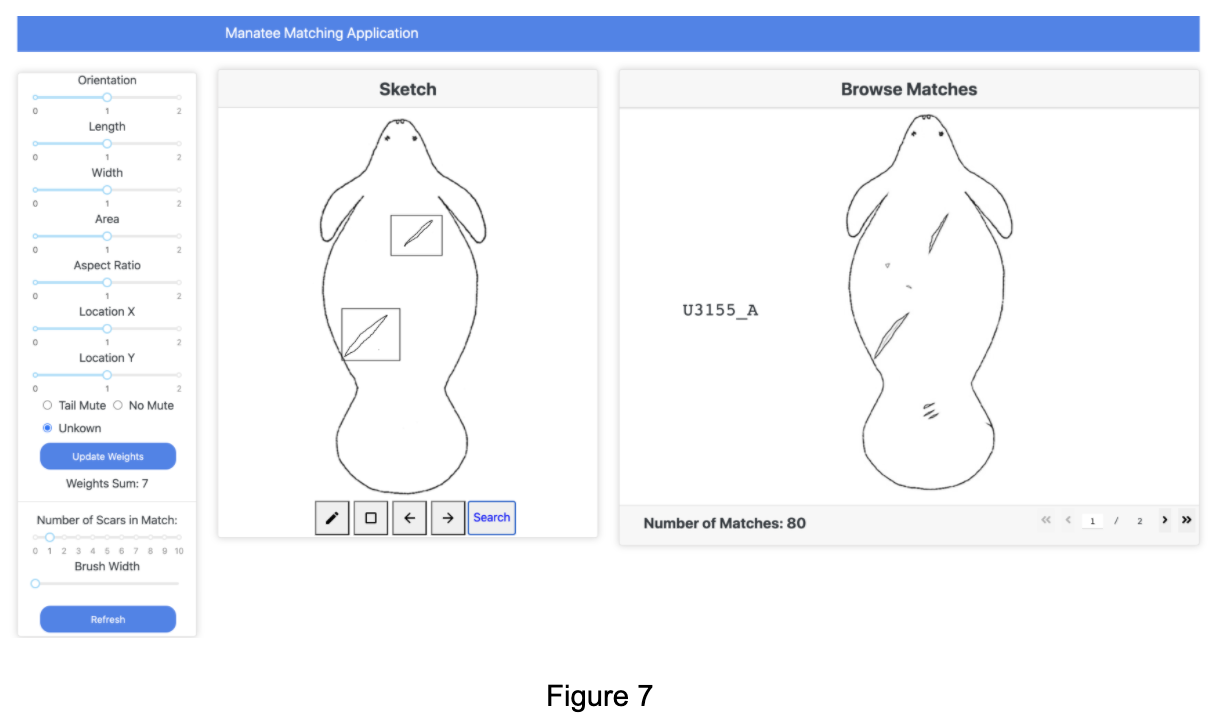 Manatee Matching Application
Orientation
0 1 2
Length
0 1 2
Width
0 1 2
Area
0 1 2
Aspect Ratio
0 1 2
Location X
0 1 2
Location Y
0 1 2
Tail Mute No Mute
Unkown
Update Weights
Weights Sum: 7
Number of Scars in Match:
0 1 2 3 4 5 6 7 8 9 10
Brush Width
Refresh
Sketch
Search
Browse Matches
U3155_A
Number of Matches: 80
1 / 2
Figure 7